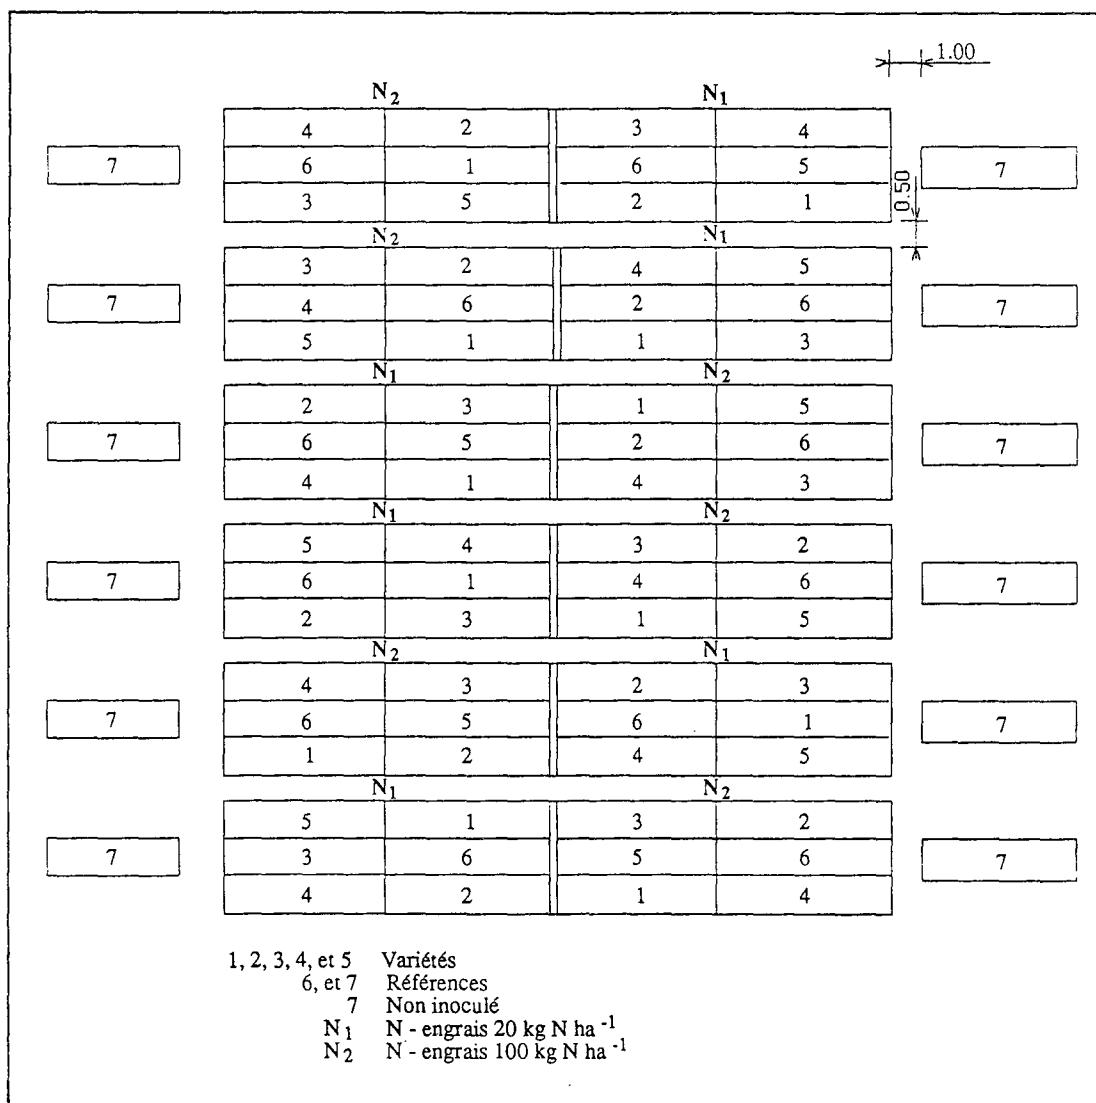 1.00
N2 N1
4 2 3 4
7 6 1 6 5 7
3 5 2 1
0.50
N2 N1
3 2 4 5
7 4 6 2 6 7
5 1 1 3
N1 N2
2 3 1 5
7 6 5 2 6 7
4 1 4 3
N1 N2
5 4 3 2
7 6 1 4 6 7
2 3 1 5
N2 N1
4 3 2 3
7 6 5 6 1 7
1 2 4 5
N1 N2
5 1 3 2
7 3 6 5 6 7
4 2 1 4
1, 2, 3, 4, et 5 Variétés
6, et 7 Références
7 Non inoculé
N1 N - engrais 20 kg N ha -1
N2 N - engrais 100 kg N ha -1